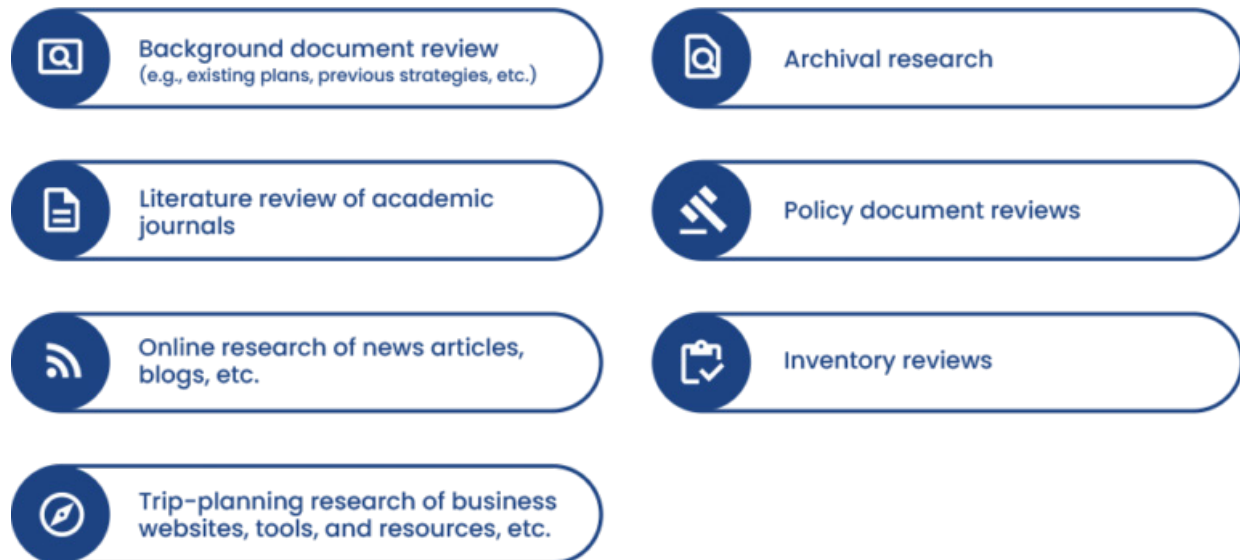 Background document review
(e.g., existing plans, previous strategies, etc.)
Literature review of academic
journals
Online research of news articles,
blogs, etc.
Trip-planning research of business
websites, tools, and resources, etc.
Archival research
Policy document reviews
Inventory reviews